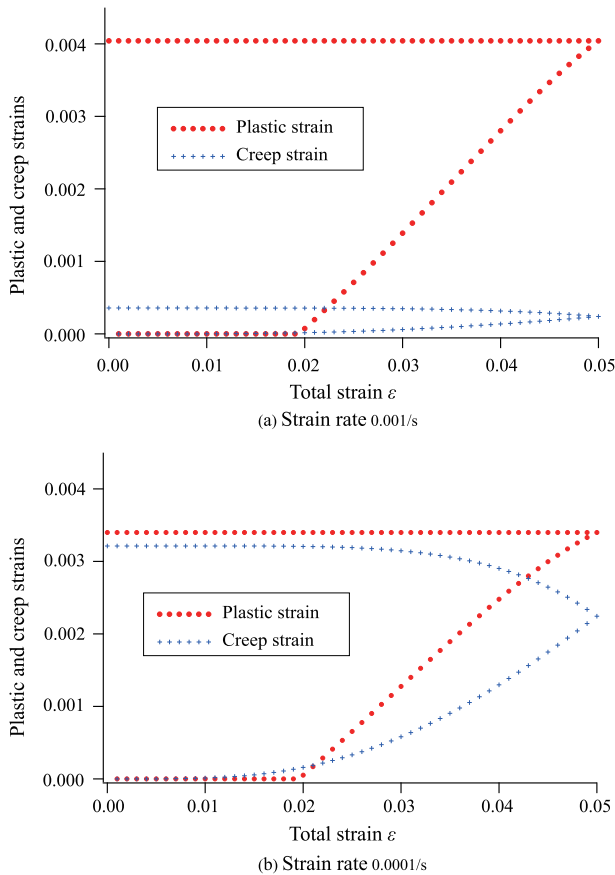 Plastic and creep strains
0.004
0.003
0.002
0.001
0.000
Plastic strain
Creep strain
0.00 0.01 0.02 0.03 0.04 0.05
Total strain ε
(a) Strain rate 0.001/s
Plastic and creep strains
0.004
0.003
0.002
0.001
0.000
Plastic strain
Creep strain
0.00 0.01 0.02 0.03 0.04 0.05
Total strain ε
(b) Strain rate 0.0001/s